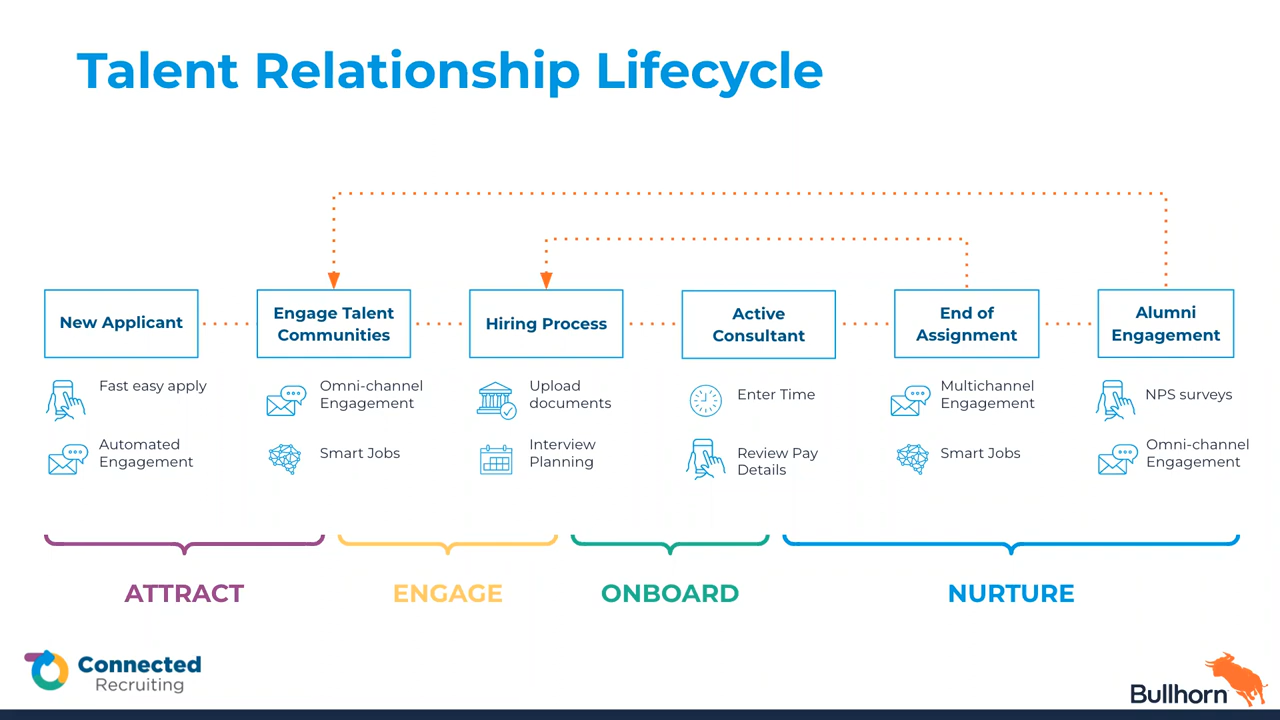 Talent Relationship Lifecycle
New Applicant
Engage Talent
Communities
Hiring Process
Active
Consultant
End of
Assignment
Alumni
Engagement
Fast easy apply
Automated
Engagement
Omni-channel
Engagement
Smart Jobs
Upload
documents
Interview
Planning
Enter Time
Review Pay
Details
Multichannel
Engagement
Smart Jobs
NPS surveys
Omni-channel
Engagement
ATTRACT
ENGAGE
ONBOARD
NURTURE
Connected
Recruiting
Bullhorn